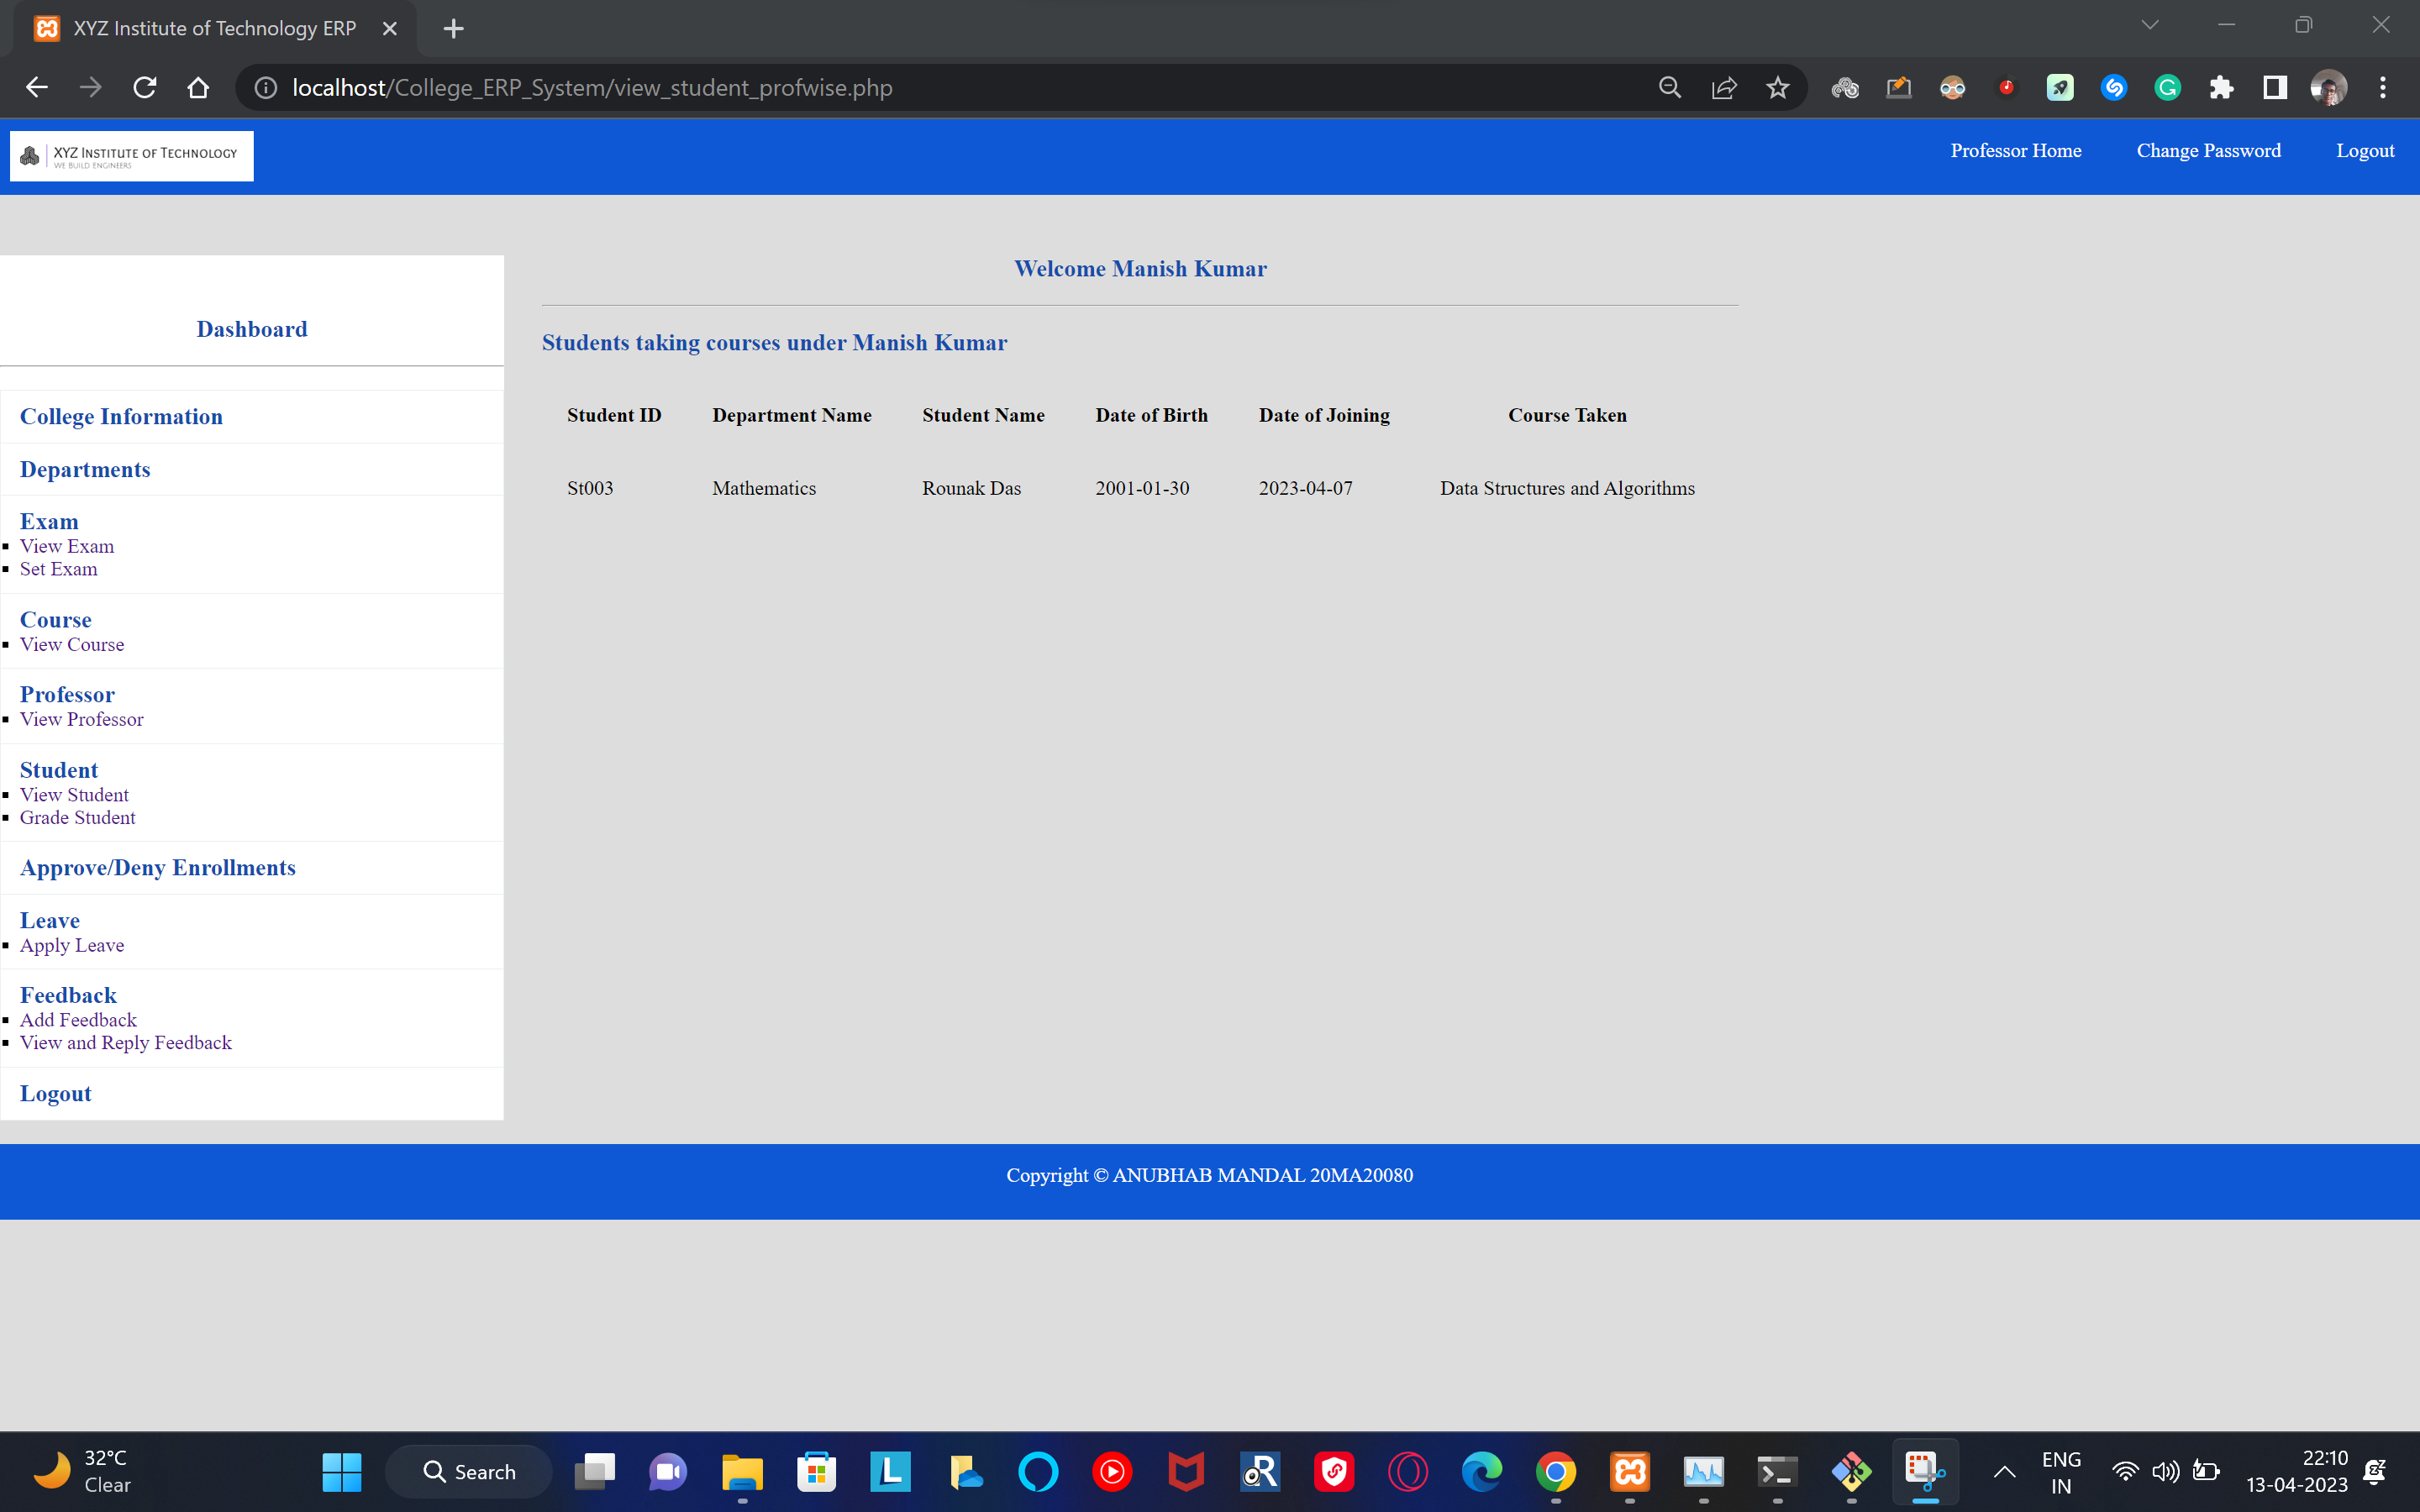 XYZ Institute of Technology ERP
localhost/College_ERP_System/view_student_profwise.php
XYZ INSTITUTE OF TECHNOLOGY
WE BUILD ENGINEERS
Professor Home Change Password Logout
Welcome Manish Kumar
Dashboard
Students taking courses under Manish Kumar
Student ID Department Name Student Name Date of Birth Date of Joining Course Taken
St003 Mathematics Rounak Das 2001-01-30 2023-04-07 Data Structures and Algorithms
College Information
Departments
Exam
View Exam
Set Exam
Course
View Course
Professor
View Professor
Student
View Student
Grade Student
Approve/Deny Enrollments
Leave
Apply Leave
Feedback
Add Feedback
View and Reply Feedback
Logout
Copyright © ANUBHAB MANDAL 20MA20080
32°C
Clear
Search
ENG
IN
22:10
13-04-2023